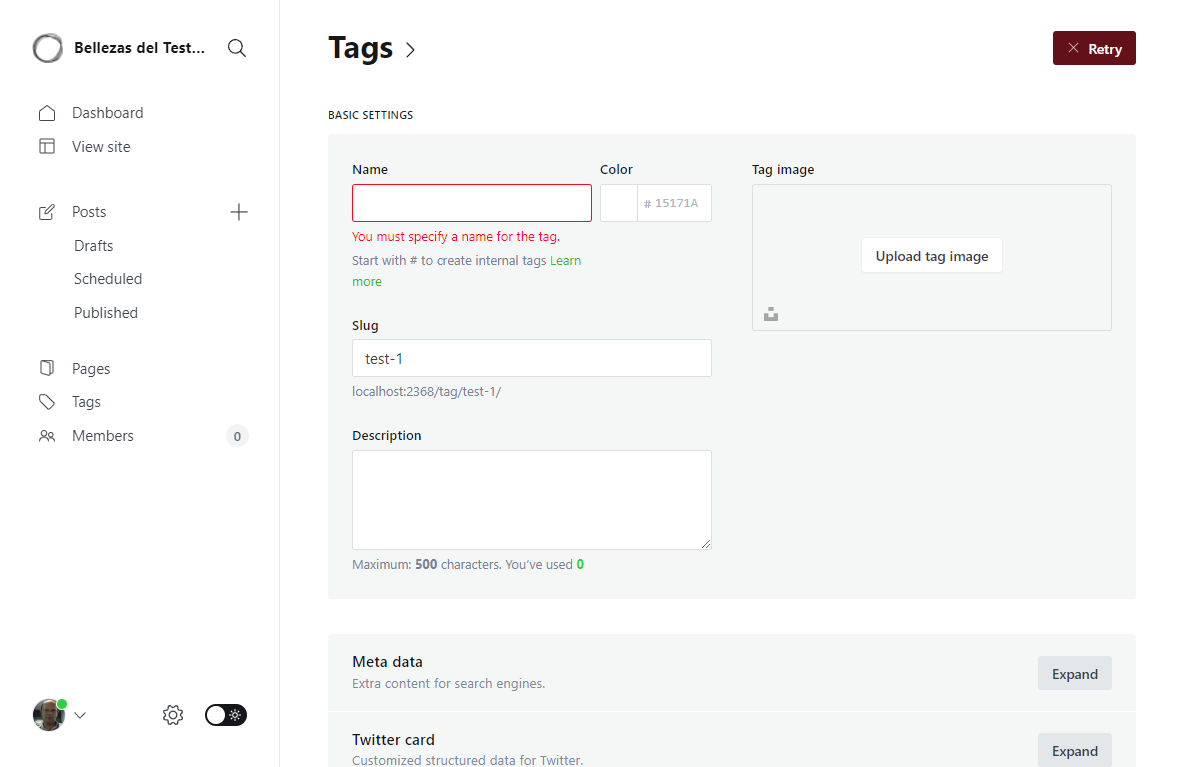 Bellezas del Test...
Dashboard
View site
Posts
Drafts
Scheduled
Published
Pages
Tags
Members
0
Tags
Retry
BASIC SETTINGS
Name
Color
Tag image
# 15171A
You must specify a name for the tag.
Start with # to create internal tags Learn
more
Upload tag image
Slug
test-1
localhost:2368/tag/test-1/
Description
Maximum: 500 characters. You’ve used 0
Meta data
Extra content for search engines.
Expand
Twitter card
Customized structured data for Twitter.
Expand